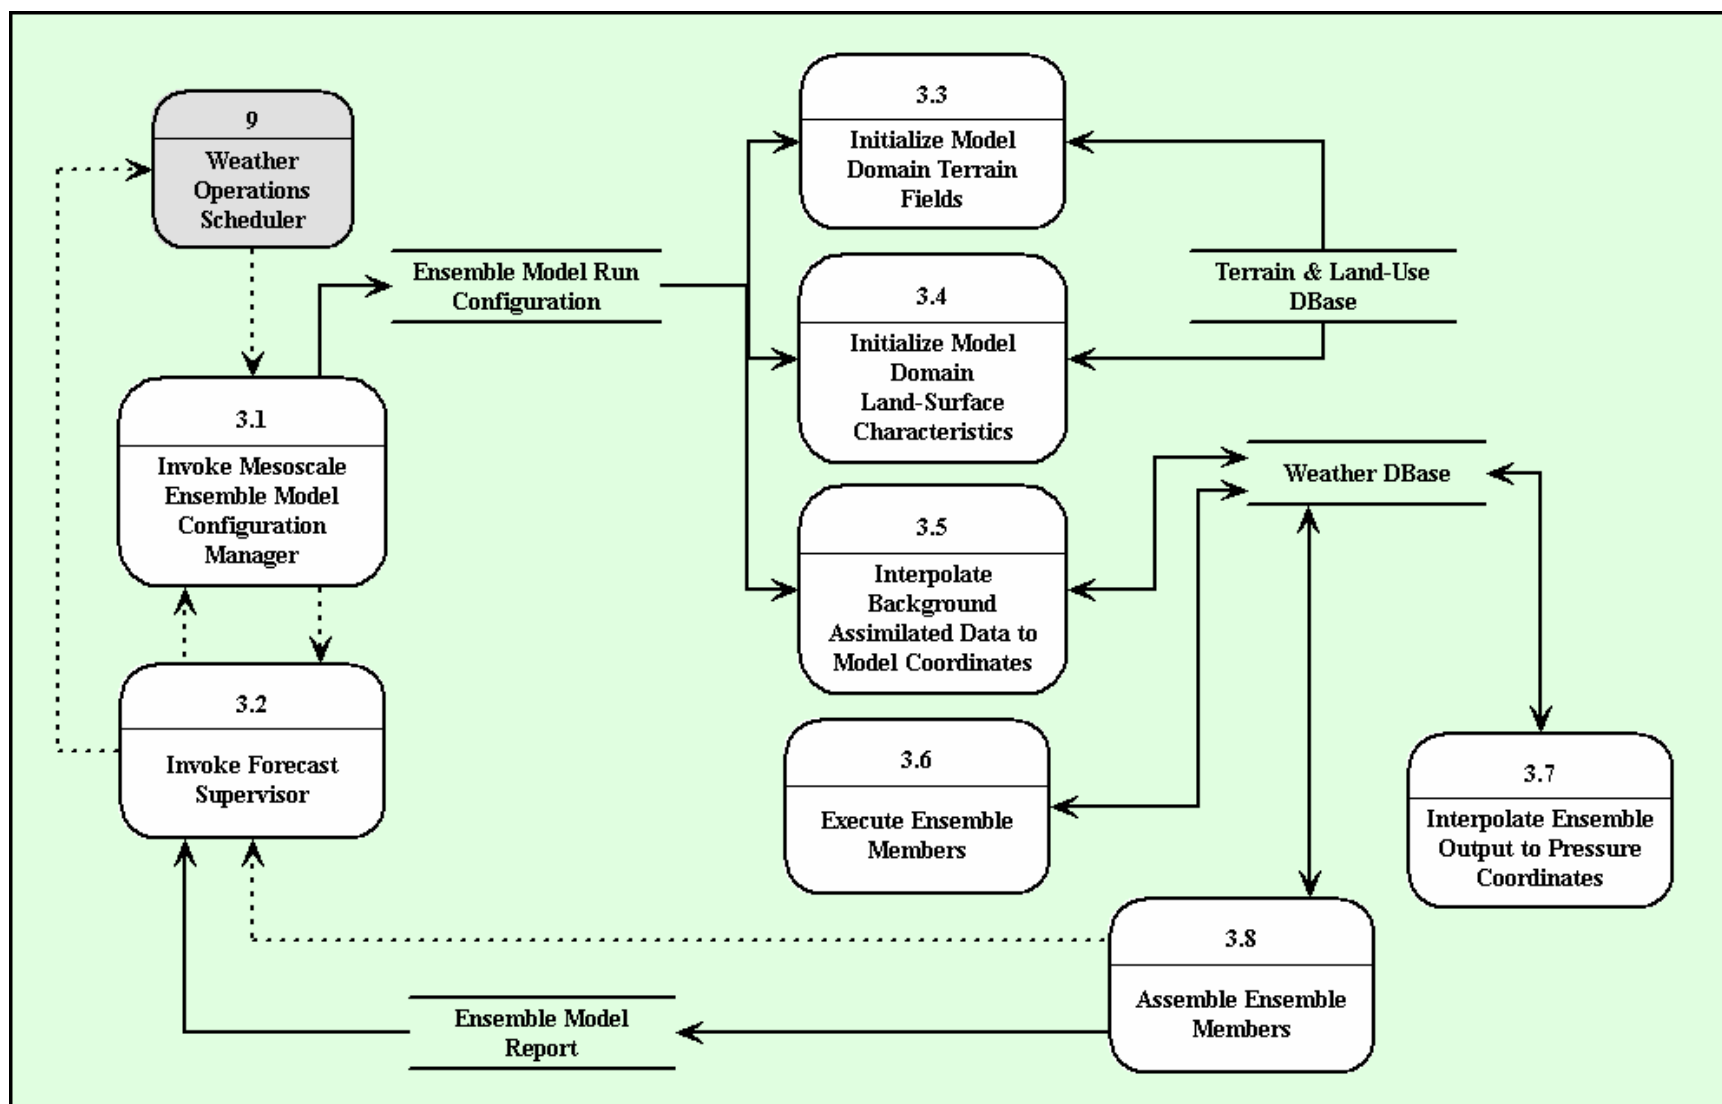 9
Weather
Operations
Scheduler
3.3
Initialize Model
Domain Terrain
Fields
Ensemble Model Run
Configuration
3.4
Initialize Model
Domain
Land-Surface
Characteristics
Terrain & Land-Use
DBase
3.1
Invoke Mesoscale
Ensemble Model
Configuration
Manager
3.5
Interpolate
Background
Assimilated Data to
Model Coordinates
Weather DBase
3.2
Invoke Forecast
Supervisor
3.6
Execute Ensemble
Members
3.7
Interpolate Ensemble
Output to Pressure
Coordinates
3.8
Assemble Ensemble
Members
Ensemble Model
Report